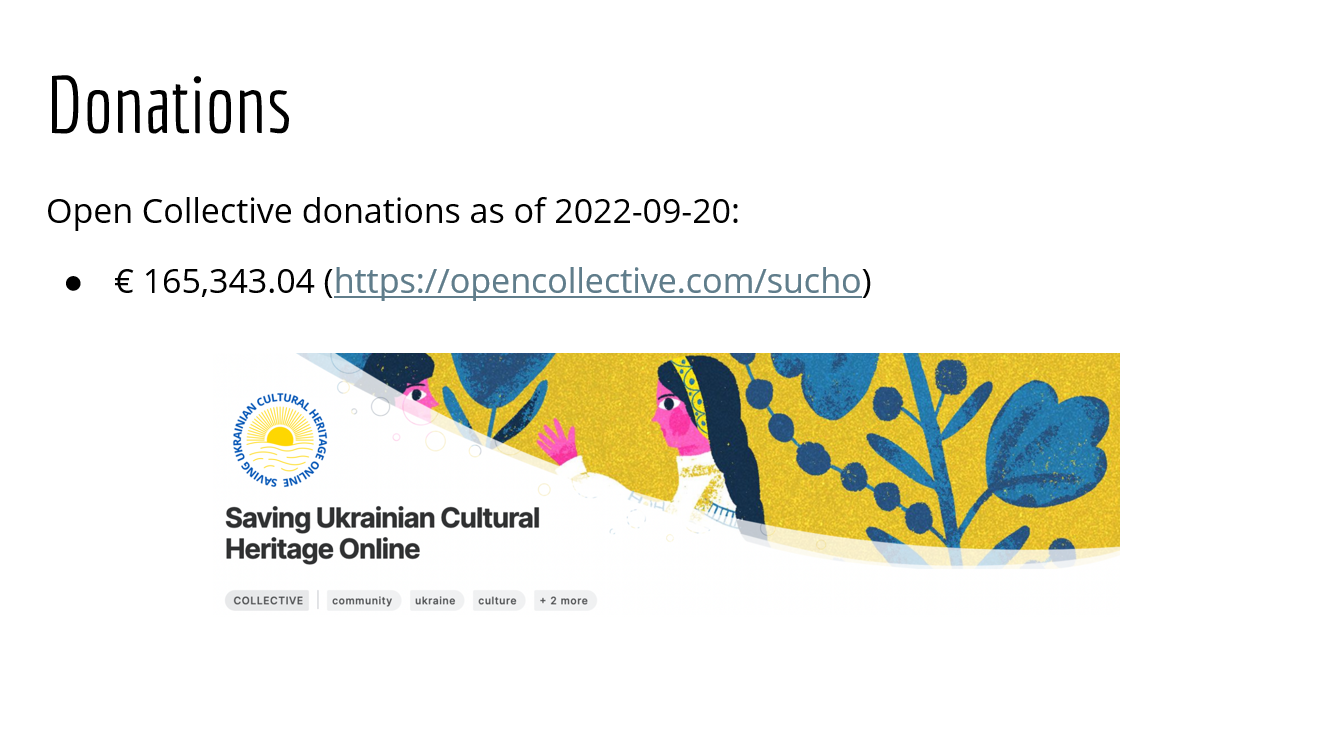 Donations
Open Collective donations as of 2022-09-20:
● € 165,343.04 (https://opencollective.com/sucho)
SAVING UKRAINIAN CULTURAL HERITAGE ONLINE
Saving Ukrainian Cultural
Heritage Online
COLLECTIVE | community ukraine culture + 2 more